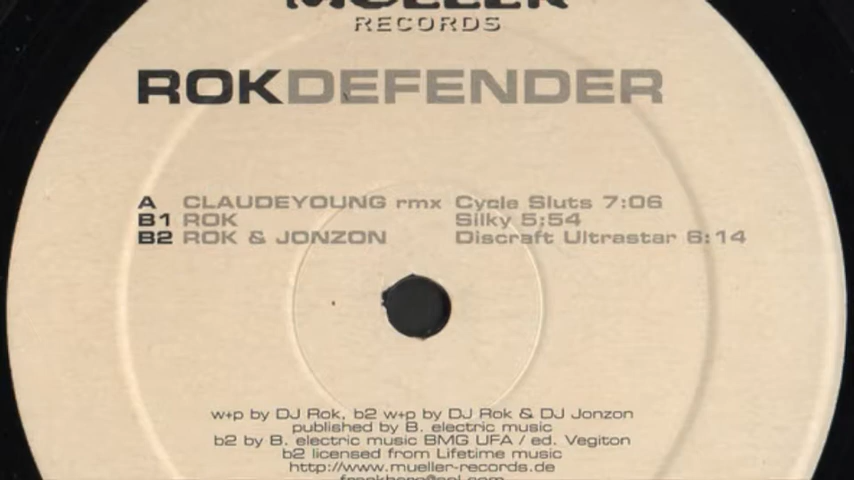 MUELLER
RECORDS
ROKDEFENDER
A CLAUDEYOUNG rmx Cycle Sluts 7:06
B1 ROK Silky 5:54
B2 ROK & JONZON Discraft Ultrastar 6:14
w+p by DJ Rok, b2 w+p by DJ Rok & DJ Jonzon
published by B. electric music
b2 by B. electric music BMG UFA / ed. Vegiton
b2 licensed from Lifetime music
http://www.mueller-records.de